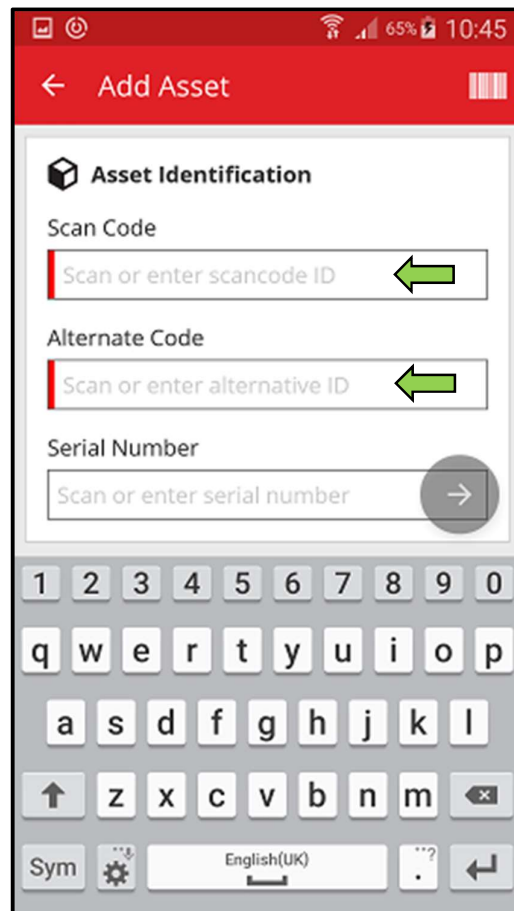 65% 10:45
Add Asset
Asset Identification
Scan Code
Scan or enter scancode ID
Alternate Code
Scan or enter alternative ID
Serial Number
Scan or enter serial number
1 2 3 4 5 6 7 8 9 0
q w e r t y u i o p
a s d f g h j k l
z x c v b n m
Sym English(UK) . ...?